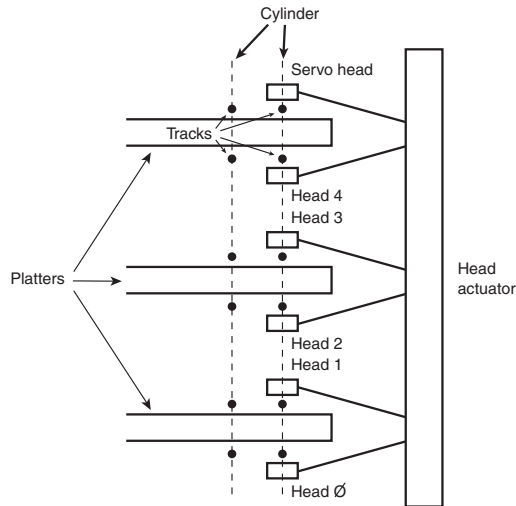 Cylinder
Servo head
Tracks
Head 4
Head 3
Platters
Head
actuator
Head 2
Head 1
Head Ø